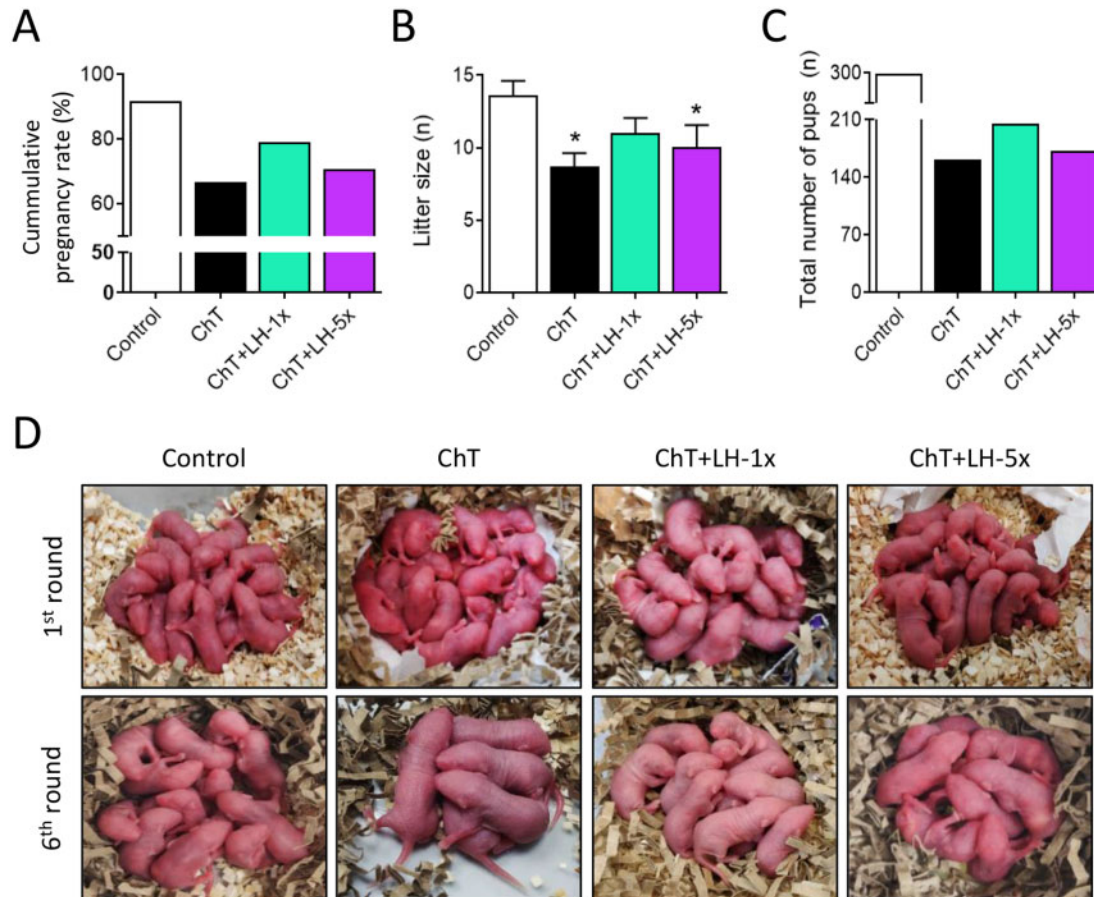 A
Cummulative
pregnancy rate (%)
100
80
60
50
0
Control
ChT
ChT+LH-1x
ChT+LH-5x
B
Litter size (n)
15
10
5
0
*
*
Control
ChT
ChT+LH-1x
ChT+LH-5x
C
Total number of pups (n)
300
210
140
70
0
Control
ChT
ChT+LH-1x
ChT+LH-5x
D
Control
ChT
ChT+LH-1x
ChT+LH-5x
1st round
6th round